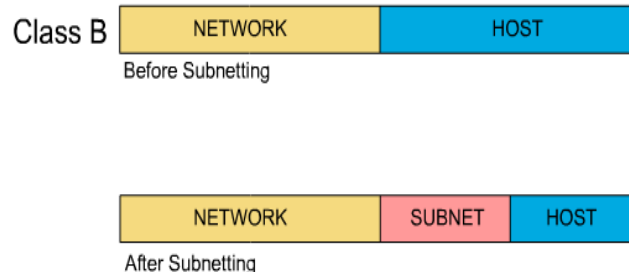 Class B NETWORK HOST
Before Subnetting
NETWORK SUBNET HOST
After Subnetting